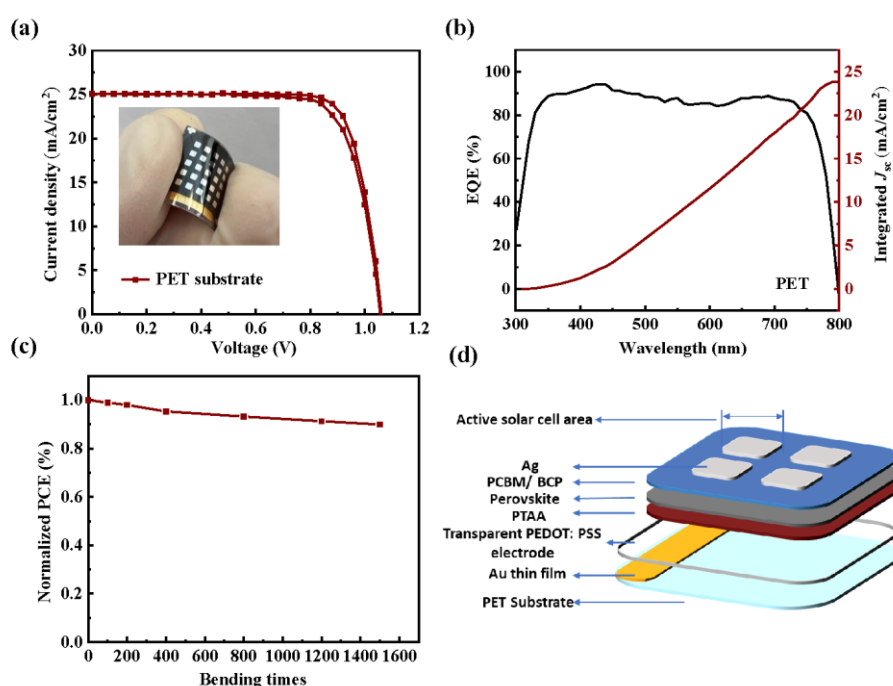 (a)
30
25
20
15
10
5
0
0.0 0.2 0.4 0.6 0.8 1.0 1.2
Current density (mA/cm²)
Voltage (V)
PET substrate
(b)
100
80
60
40
20
0
300 400 500 600 700 800
EQE (%)
Wavelength (nm)
25
20
15
10
5
0
Integrated Jsc (mA/cm²)
PET
(c)
1.0
0.8
0.6
0.4
0.2
0.0
0 200 400 600 800 1000 1200 1400 1600
Normalized PCE (%)
Bending times
(d)
Active solar cell area
Ag
PCBM/ BCP
Perovskite
PTAA
Transparent PEDOT: PSS
electrode
Au thin film
PET Substrate